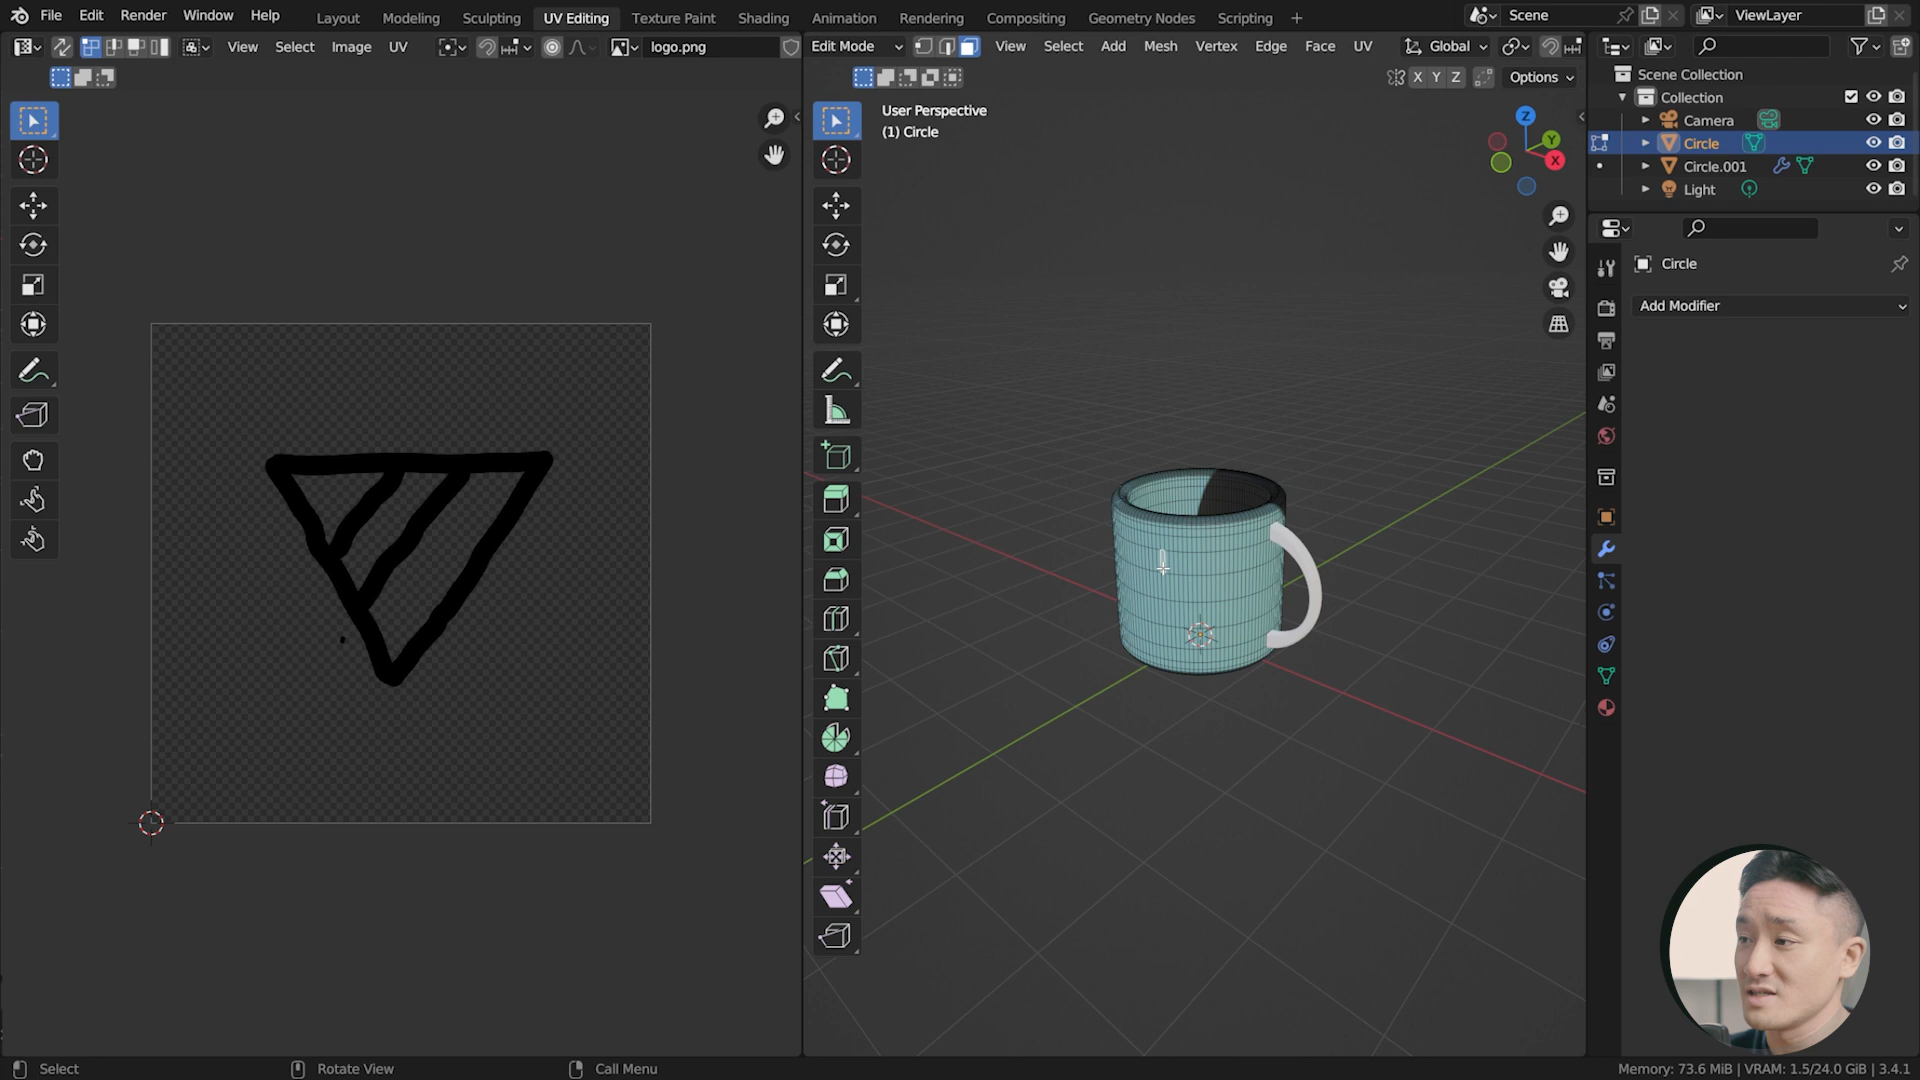 File Edit Render Window Help Layout Modeling Sculpting UV Editing Texture Paint Shading Animation Rendering Compositing Geometry Nodes Scripting + Scene ViewLayer
View Select Image UV logo.png Edit Mode View Select Add Mesh Vertex Edge Face UV Global
X Y Z Options
User Perspective
(1) Circle
Z
Y
X
Scene Collection
Collection
Camera
Circle
Circle.001
Light
Circle
Add Modifier
Select Rotate View Call Menu Memory: 73.6 MiB | VRAM: 1.5/24.0 GiB | 3.4.1